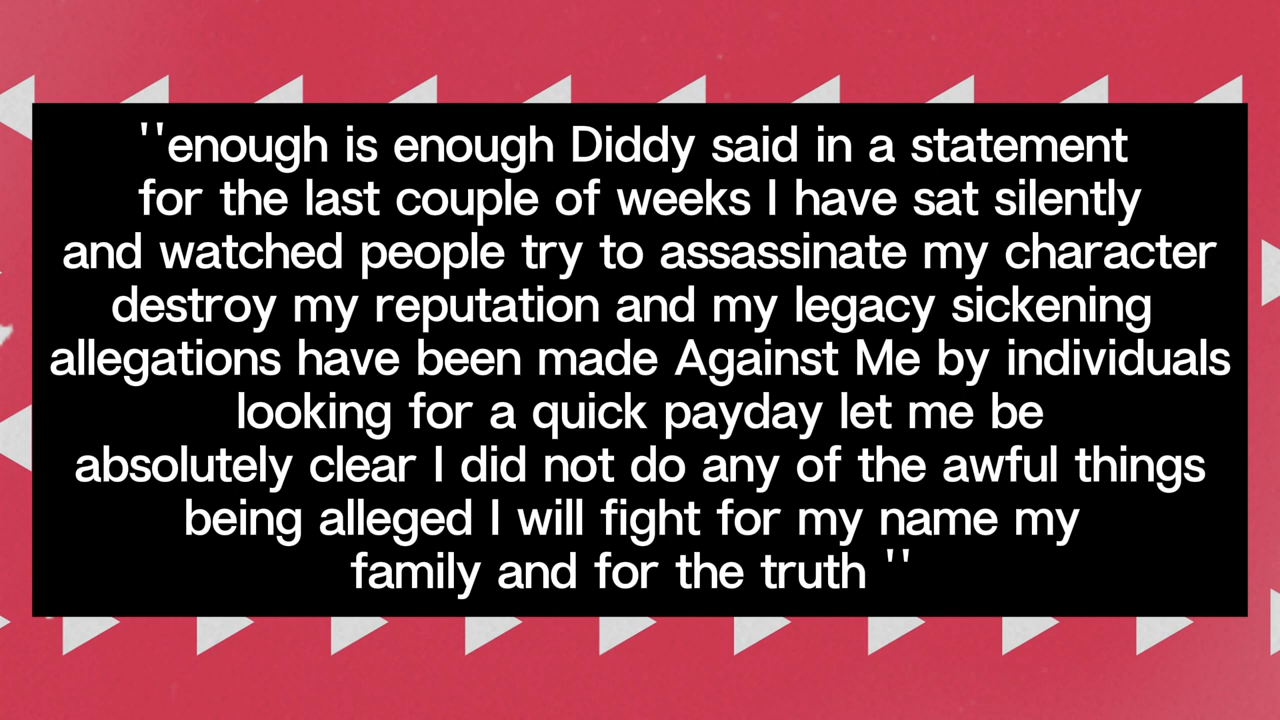 ''enough is enough Diddy said in a statement
for the last couple of weeks I have sat silently
and watched people try to assassinate my character
destroy my reputation and my legacy sickening
allegations have been made Against Me by individuals
looking for a quick payday let me be
absolutely clear I did not do any of the awful things
being alleged I will fight for my name my
family and for the truth ''